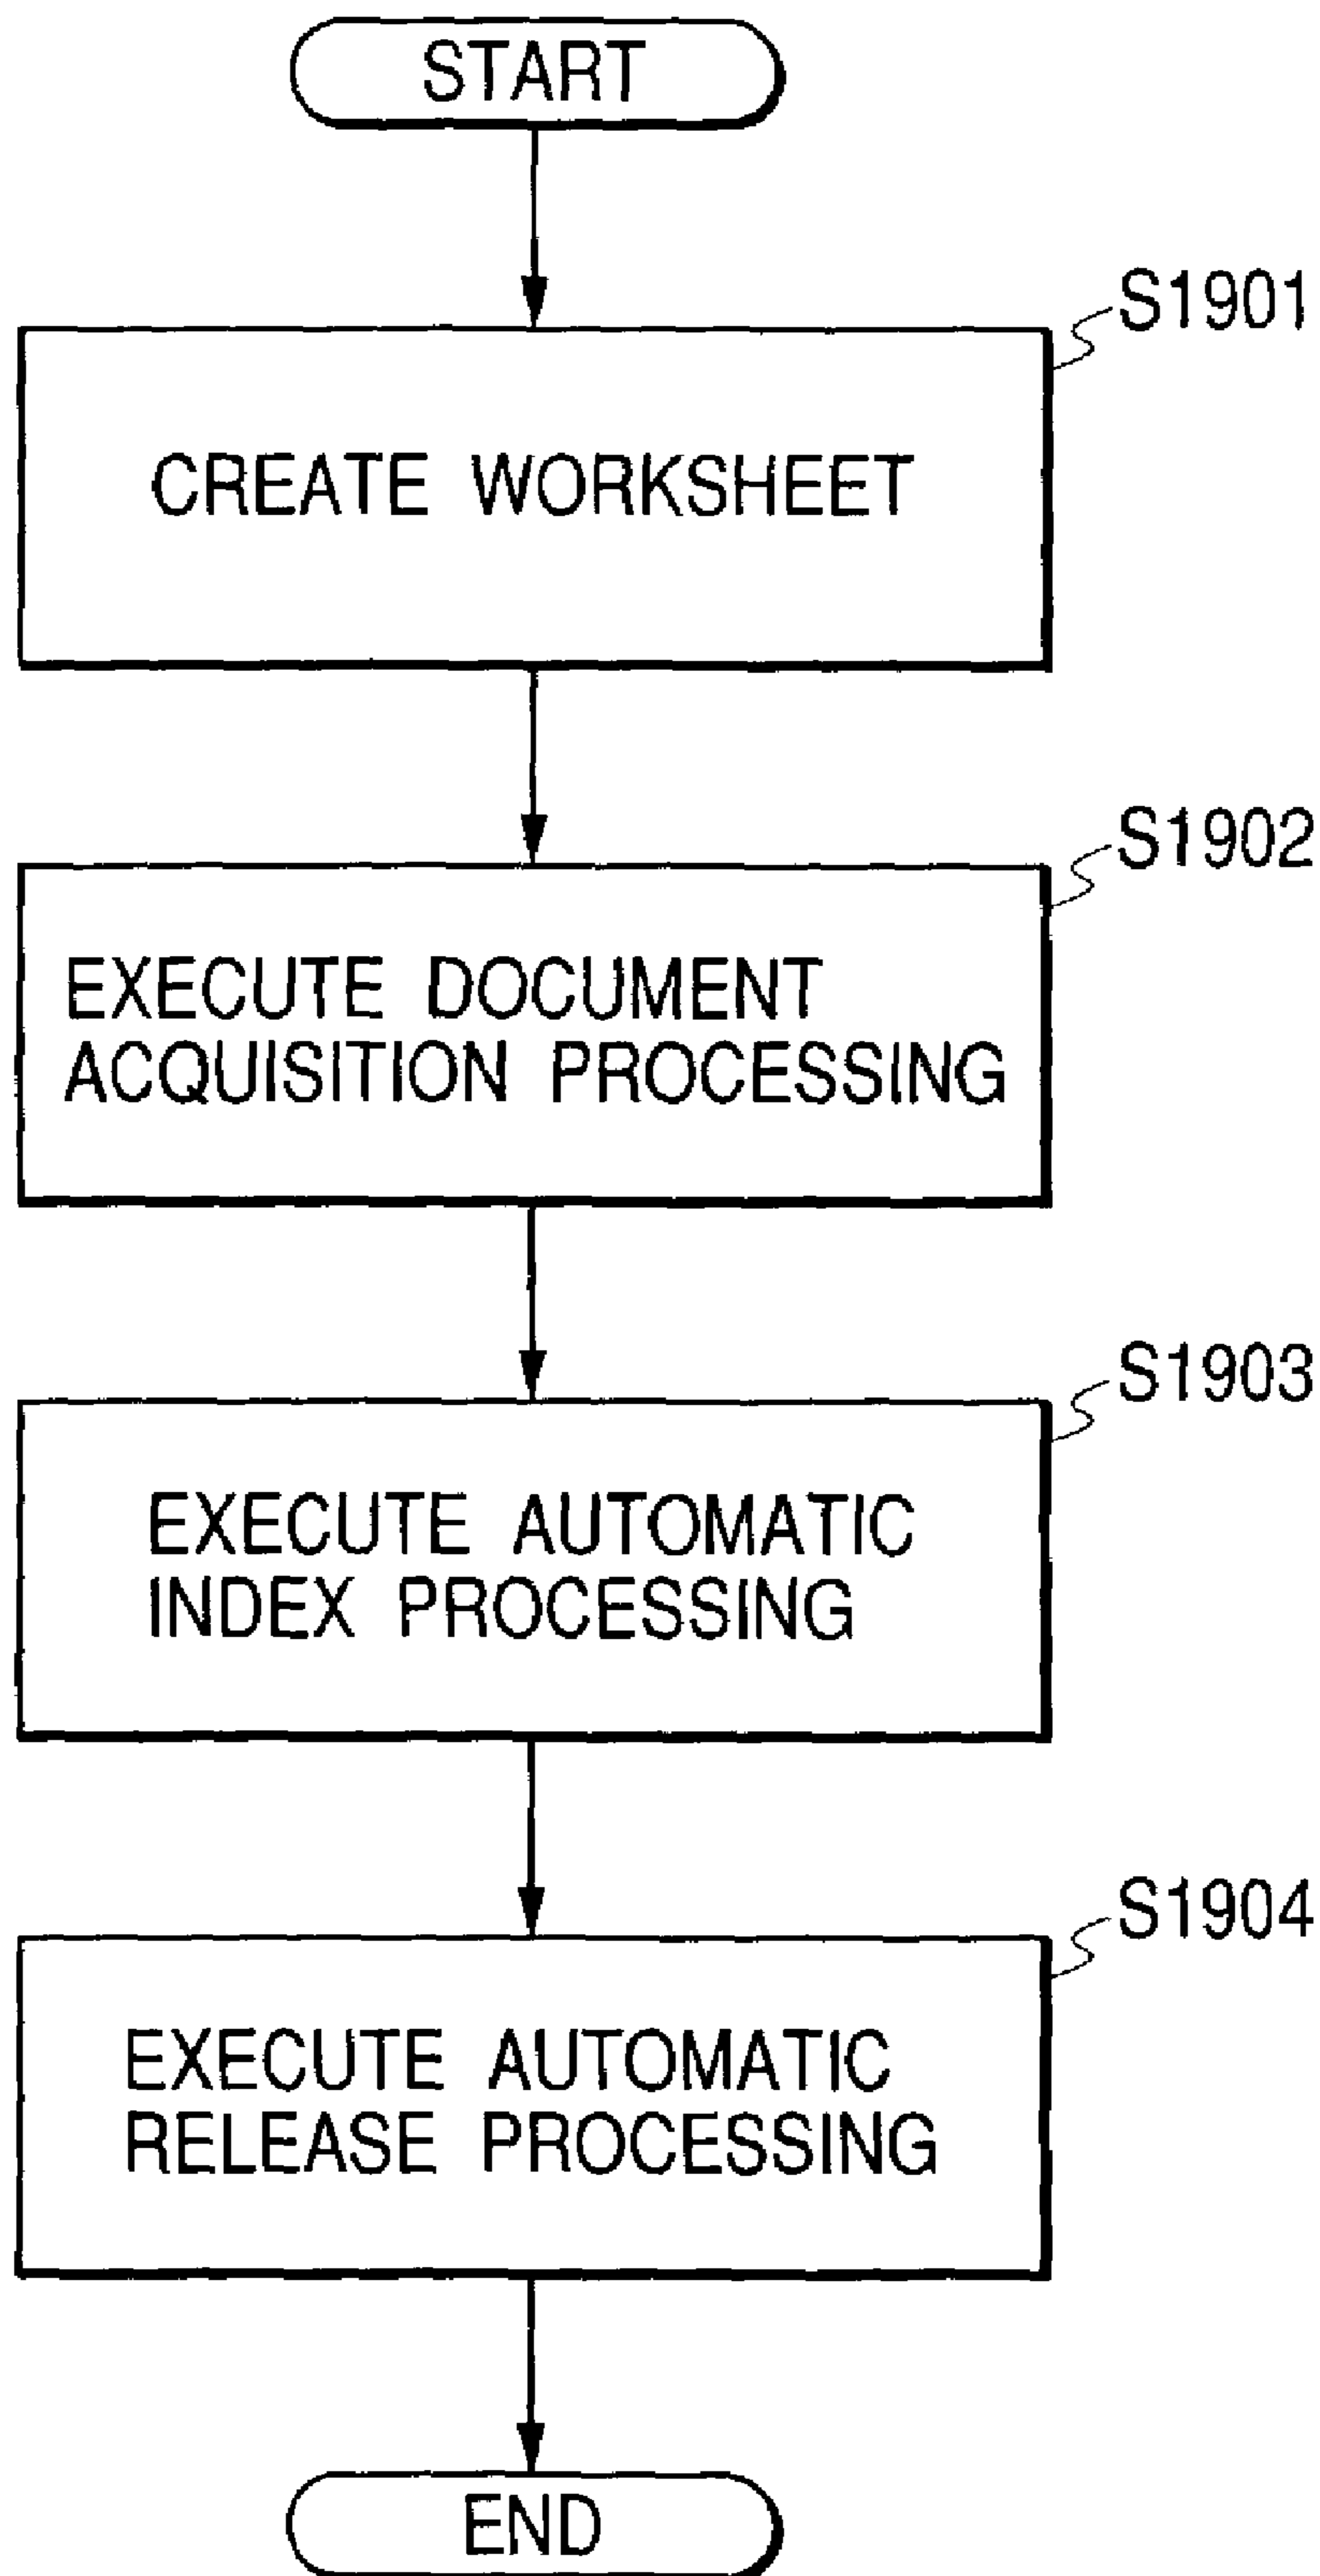 START
S1901
CREATE WORKSHEET
S1902
EXECUTE DOCUMENT
ACQUISITION PROCESSING
S1903
EXECUTE AUTOMATIC
INDEX PROCESSING
S1904
EXECUTE AUTOMATIC
RELEASE PROCESSING
END